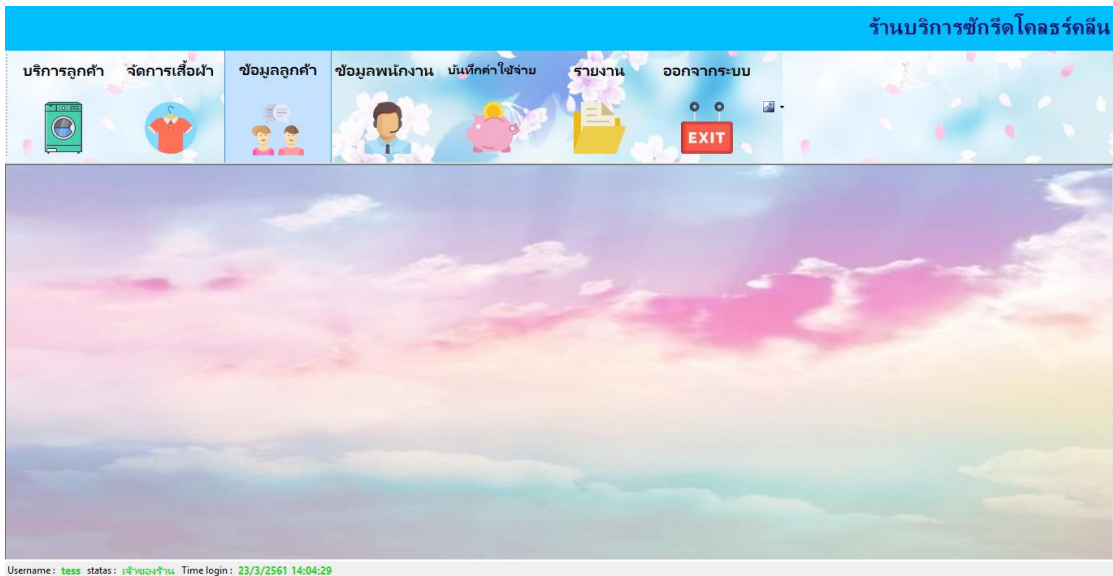 ร้านบริการซักรีดโคลธร์คลีน
บริการลูกค้า จัดการเสื้อผ้า ข้อมูลลูกค้า ข้อมูลพนักงาน บันทึกค่าใช้จ่าย รายงาน ออกจากระบบ
EXIT
Username : tess statas : เจ้าของร้าน Time login : 23/3/2561 14:04:29